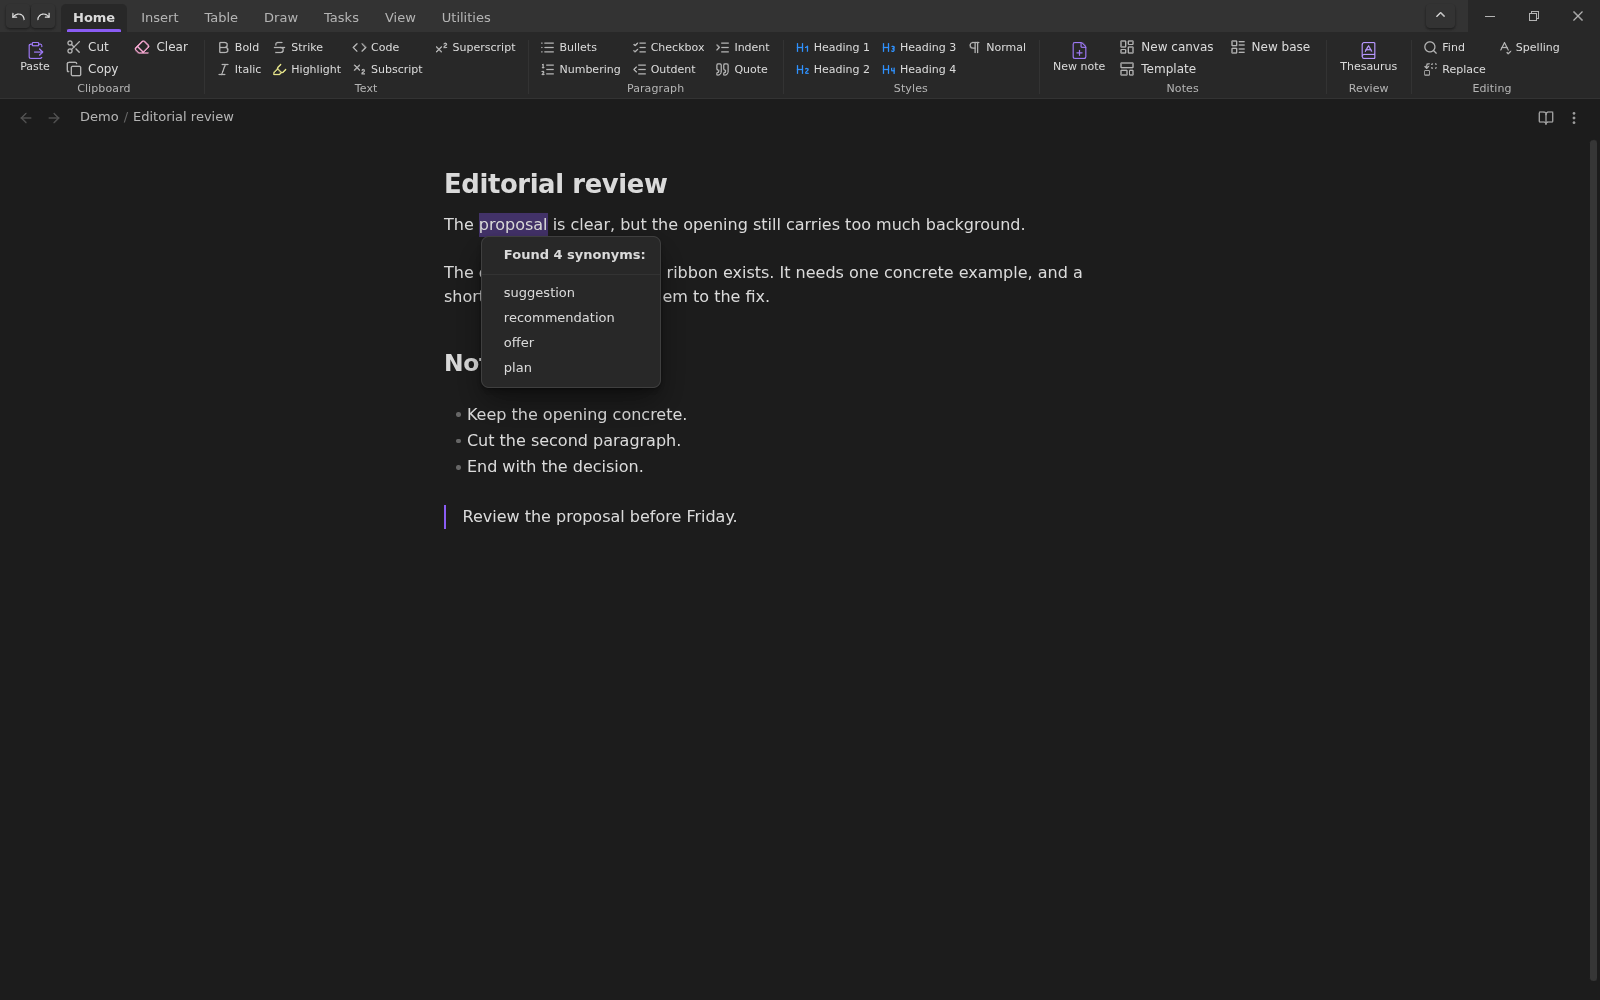 Home Insert Table Draw Tasks View Utilities
Paste Cut Clear Copy
Clipboard
Bold Strike Code Superscript
Italic Highlight Subscript
Text
Bullets Checkbox Indent
Numbering Outdent Quote
Paragraph
Heading 1 Heading 3 Normal
Heading 2 Heading 4
Styles
New note New canvas New base
Template
Notes
Thesaurus
Review
Find Spelling
Replace
Editing
Demo / Editorial review
Editorial review
The proposal is clear, but the opening still carries too much background.
Found 4 synonyms:
suggestion
recommendation
offer
plan
The ribbon exists. It needs one concrete example, and a
short em to the fix.
Keep the opening concrete.
Cut the second paragraph.
End with the decision.
Review the proposal before Friday.